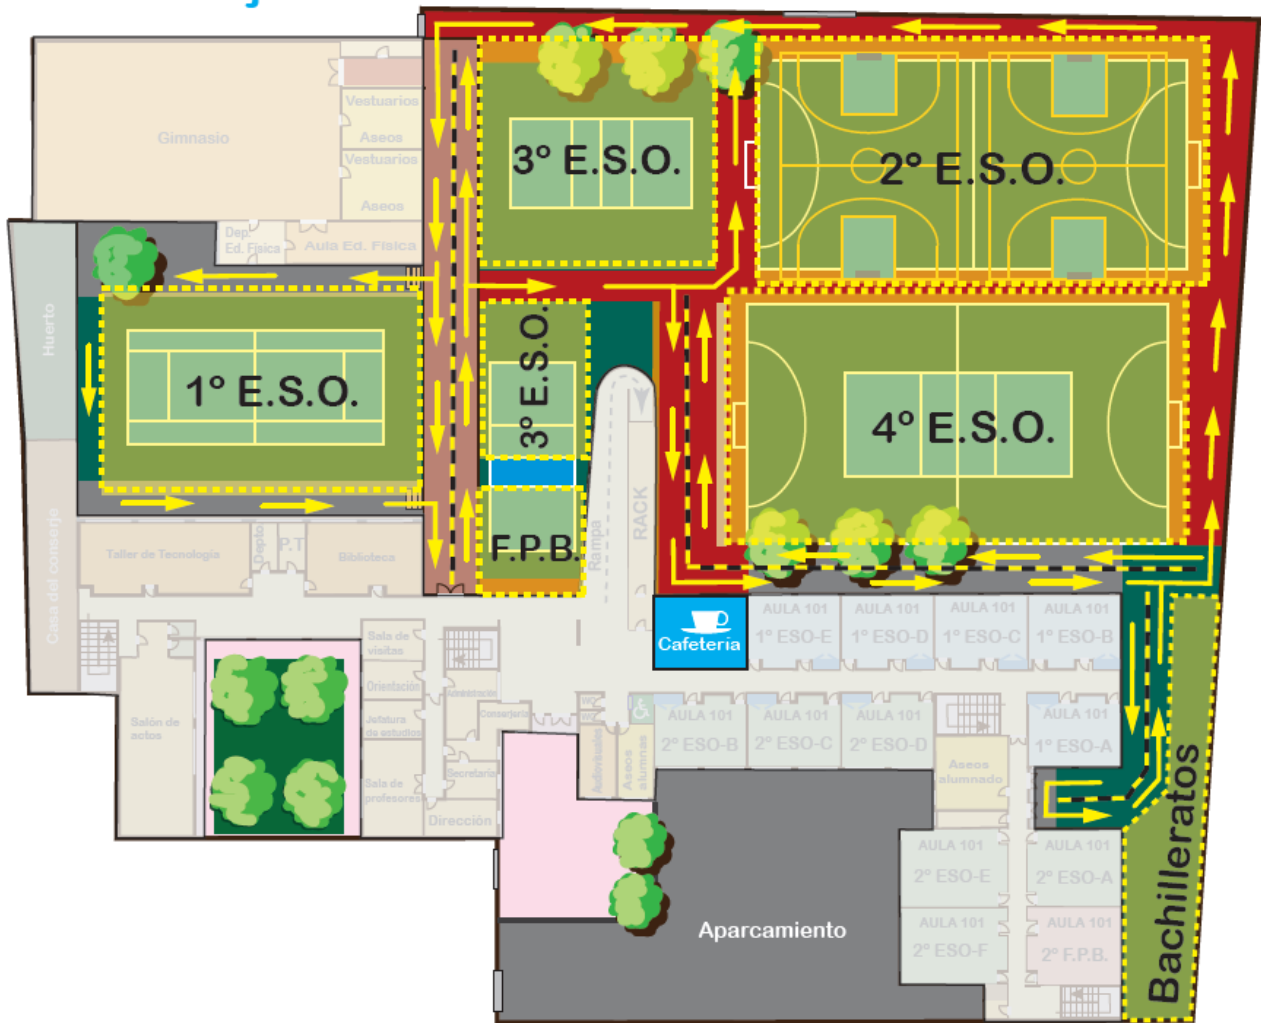 Gimnasio
Vestuarios
Aseos
Vestuarios
Aseos
Dep.
Ed. Física
Aula Ed. Física
3º E.S.O.
2º E.S.O.
Huerto
1º E.S.O.
3º E.S.O.
4º E.S.O.
F.P.B.
Rampa
RACK
Casa del conserje
Taller de Tecnología
Depto
P.T
Biblioteca
Cafetería
AULA 101
1º ESO-E
AULA 101
1º ESO-D
AULA 101
1º ESO-C
AULA 101
1º ESO-B
Sala de
visitas
Orientación
Jefatura
de estudios
Sala de
profesores
Administración
Conserjería
Secretaría
Dirección
Salón de
actos
WC
WC
Audiovisuales
Aseos
alumnas
AULA 101
2º ESO-B
AULA 101
2º ESO-C
AULA 101
2º ESO-D
AULA 101
1º ESO-A
Aseos
alumnado
AULA 101
2º ESO-E
AULA 101
2º ESO-A
AULA 101
2º ESO-F
AULA 101
2º F.P.B.
Aparcamiento
Bachilleratos